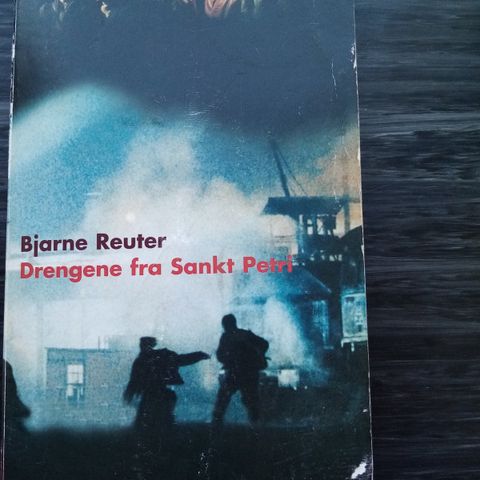 Bjarne Reuter
Drengene fra Sankt Petri